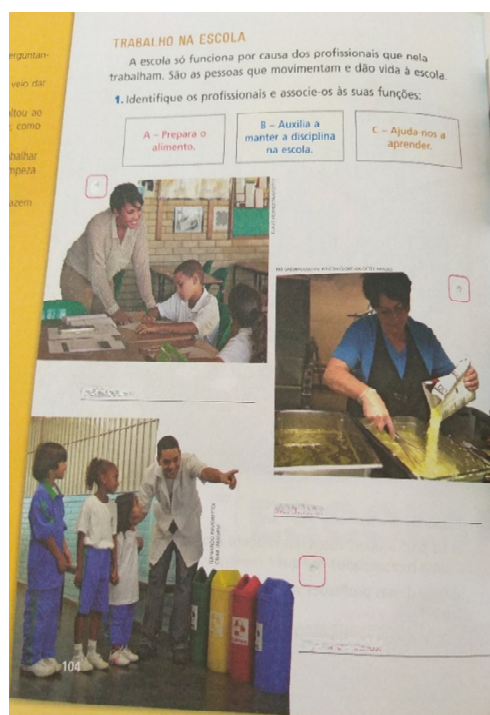 erguntan-
veio dar
ltou ao
como
balhar
mpeza
azem
TRABALHO NA ESCOLA
A escola só funciona por causa dos profissionais que nela
trabalham. São as pessoas que movimentam e dão vida à escola.
1. Identifique os profissionais e associe-os às suas funções:
A – Prepara o
alimento.
B – Auxilia a
manter a disciplina
na escola.
C – Ajuda-nos a
aprender.
104